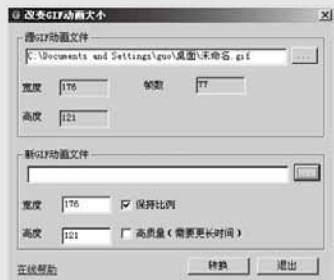 改变GIF动画大小
源GIF动画文件
C:\Documents and Settings\guo\桌面\未命名.gif
...
宽度 176 帧数 77
高度 121
新GIF动画文件
...
宽度 176 保持比例
高度 121 高质量(需要更长时间)
在线帮助 转换 退出